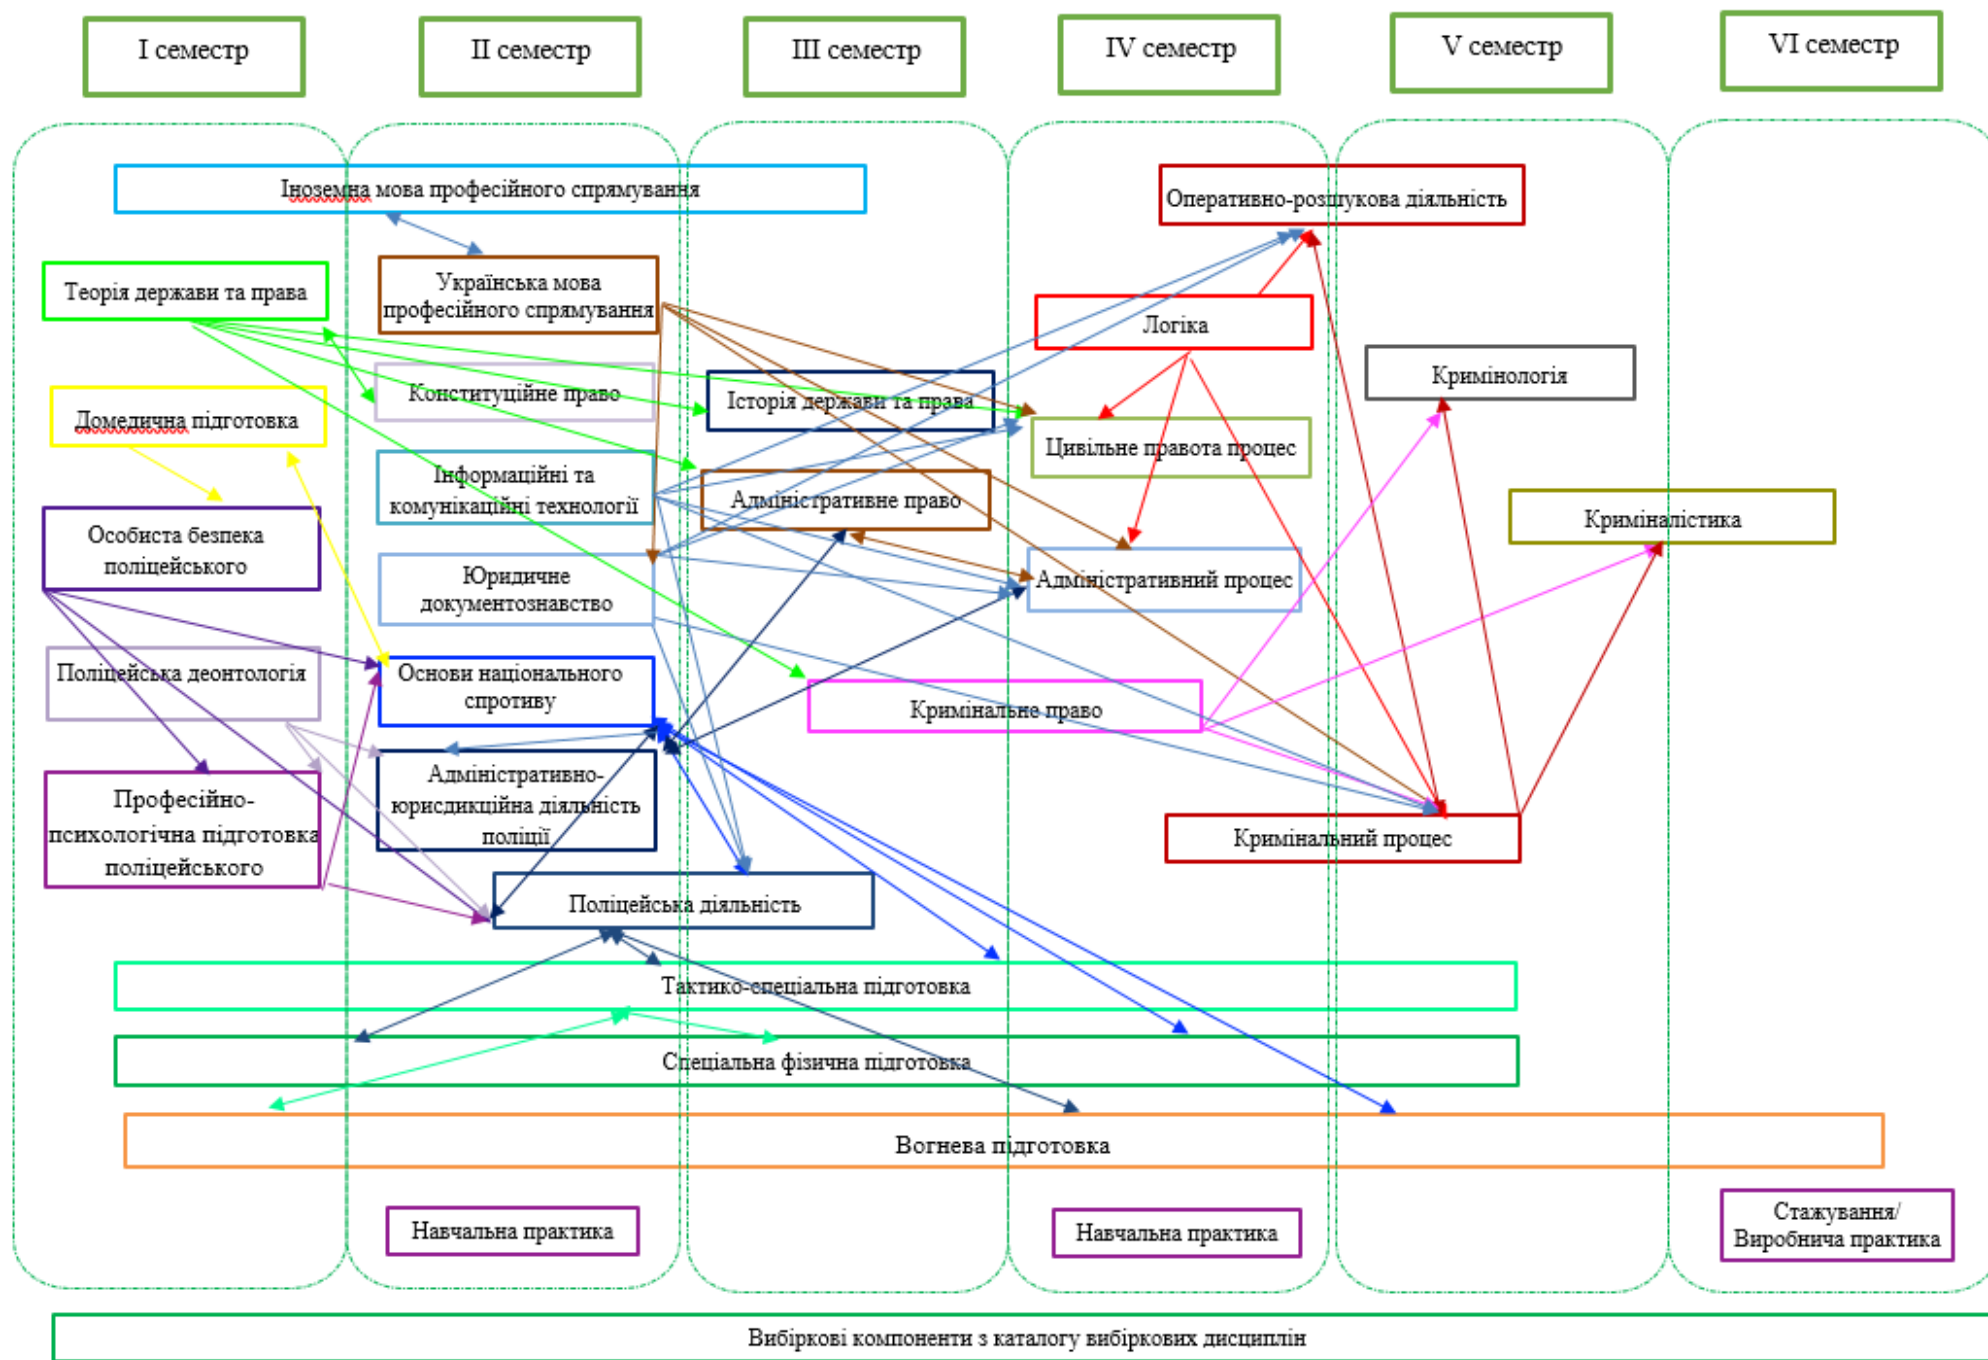 I семестр
II семестр
III семестр
IV семестр
V семестр
VI семестр
Іноземна мова професійного спрямування
Оперативно-розшукова діяльність
Теорія держави та права
Українська мова
професійного спрямування
Логіка
Конституційне право
Історія держави та права
Кримінологія
Домедична підготовка
Цивільне правота процес
Інформаційні та
комунікаційні технології
Адміністративне право
Криміналістика
Особиста безпека
поліцейського
Юридичне
документознавство
Адміністративний процес
Поліцейська деонтологія
Основи національного
спротиву
Кримінальне право
Професійно-
психологічна підготовка
поліцейського
Адміністративно-
юрисдикційна діяльність
поліції
Кримінальний процес
Поліцейська діяльність
Тактико-спеціальна підготовка
Спеціальна фізична підготовка
Вогнева підготовка
Навчальна практика
Навчальна практика
Стажування/
Виробнича практика
Вибіркові компоненти з каталогу вибіркових дисциплін